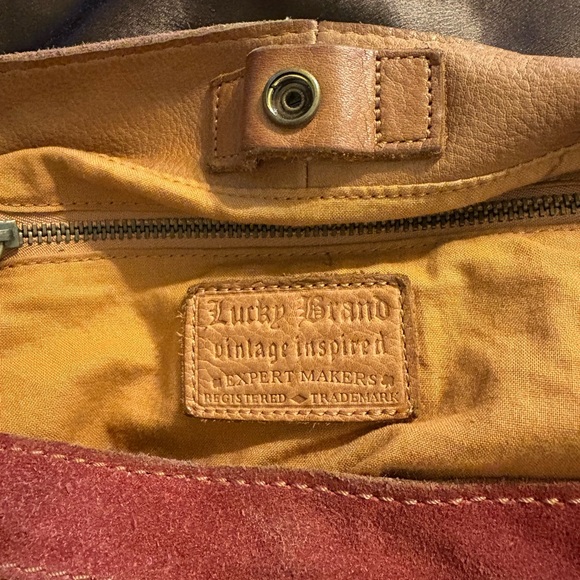 Lucky Brand
vintage inspired
EXPERT MAKERS
REGISTERED TRADEMARK